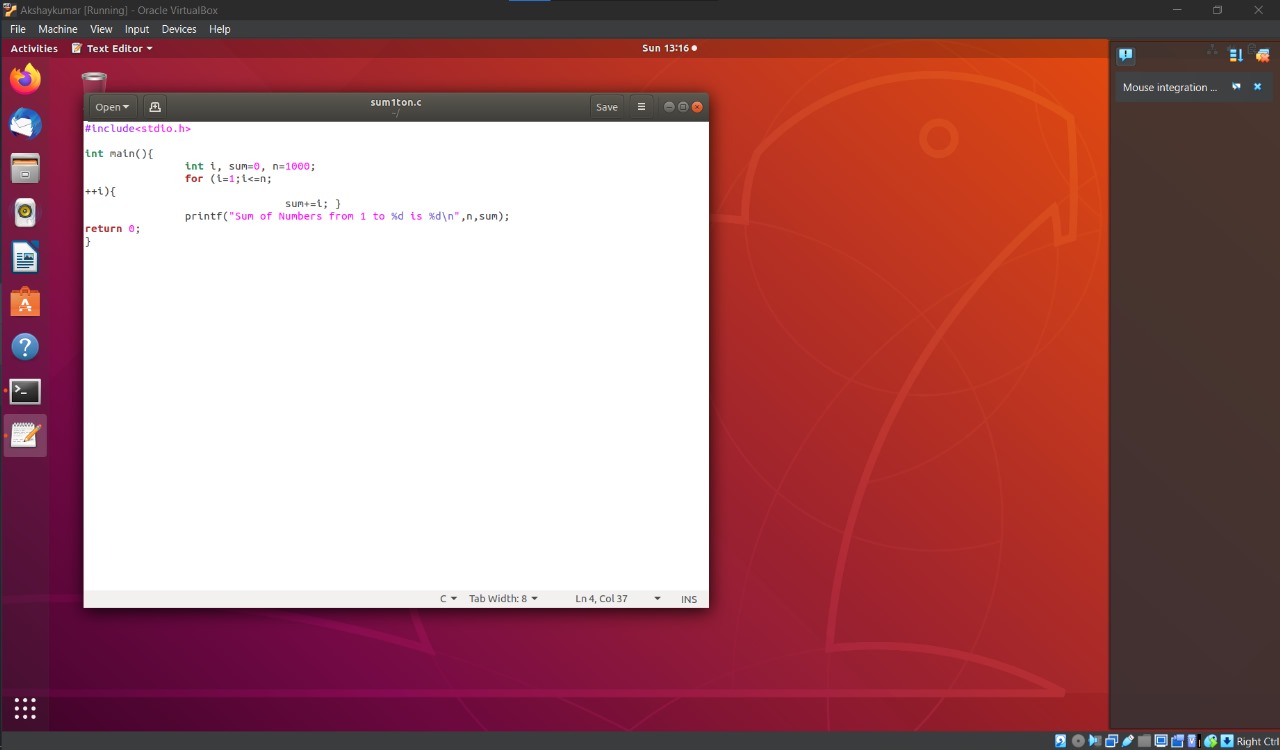 Akshaykumar [Running] - Oracle VirtualBox
File Machine View Input Devices Help
Activities Text Editor Sun 13:16
Mouse integration ...
Open sum1ton.c Save
~/
#include<stdio.h>
int main(){
int i, sum=0, n=1000;
for (i=1;i<=n;
++i){
sum+=i; }
printf("Sum of Numbers from 1 to %d is %d\n",n,sum);
return 0;
}
C Tab Width: 8 Ln 4, Col 37 INS
Right Ctrl